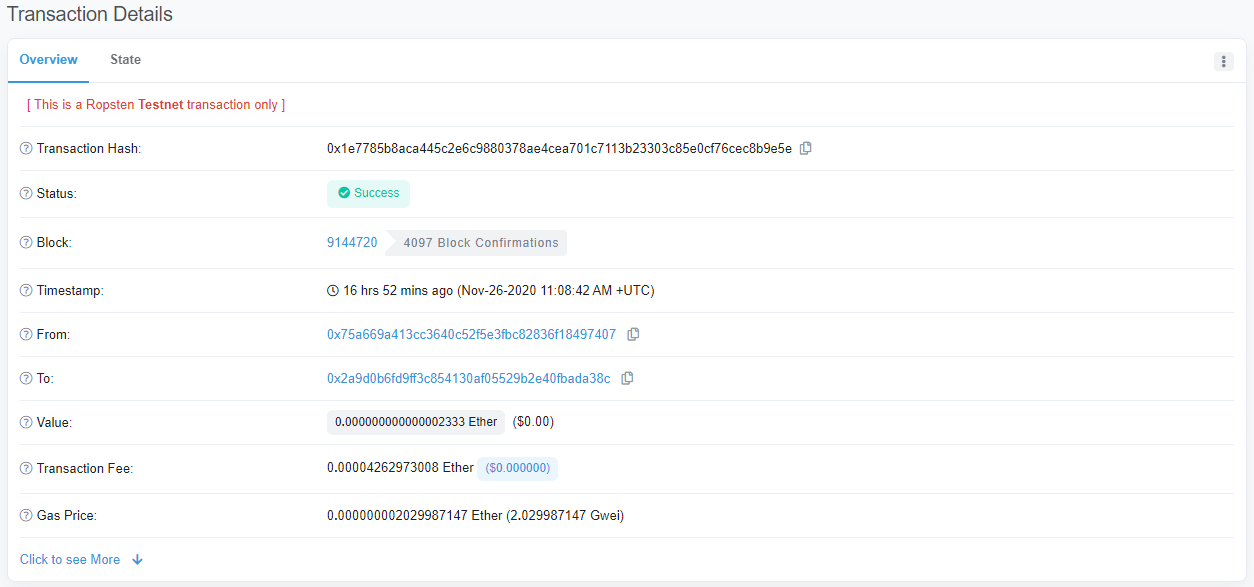 Transaction Details
Overview State
[ This is a Ropsten Testnet transaction only ]
Transaction Hash: 0x1e7785b8aca445c2e6c9880378ae4cea701c7113b23303c85e0cf76cec8b9e5e
Status: Success
Block: 9144720 4097 Block Confirmations
Timestamp: 16 hrs 52 mins ago (Nov-26-2020 11:08:42 AM +UTC)
From: 0x75a669a413cc3640c52f5e3fbc82836f18497407
To: 0x2a9d0b6fd9ff3c854130af05529b2e40fbada38c
Value: 0.000000000000002333 Ether ($0.00)
Transaction Fee: 0.00004262973008 Ether ($0.000000)
Gas Price: 0.000000002029987147 Ether (2.029987147 Gwei)
Click to see More